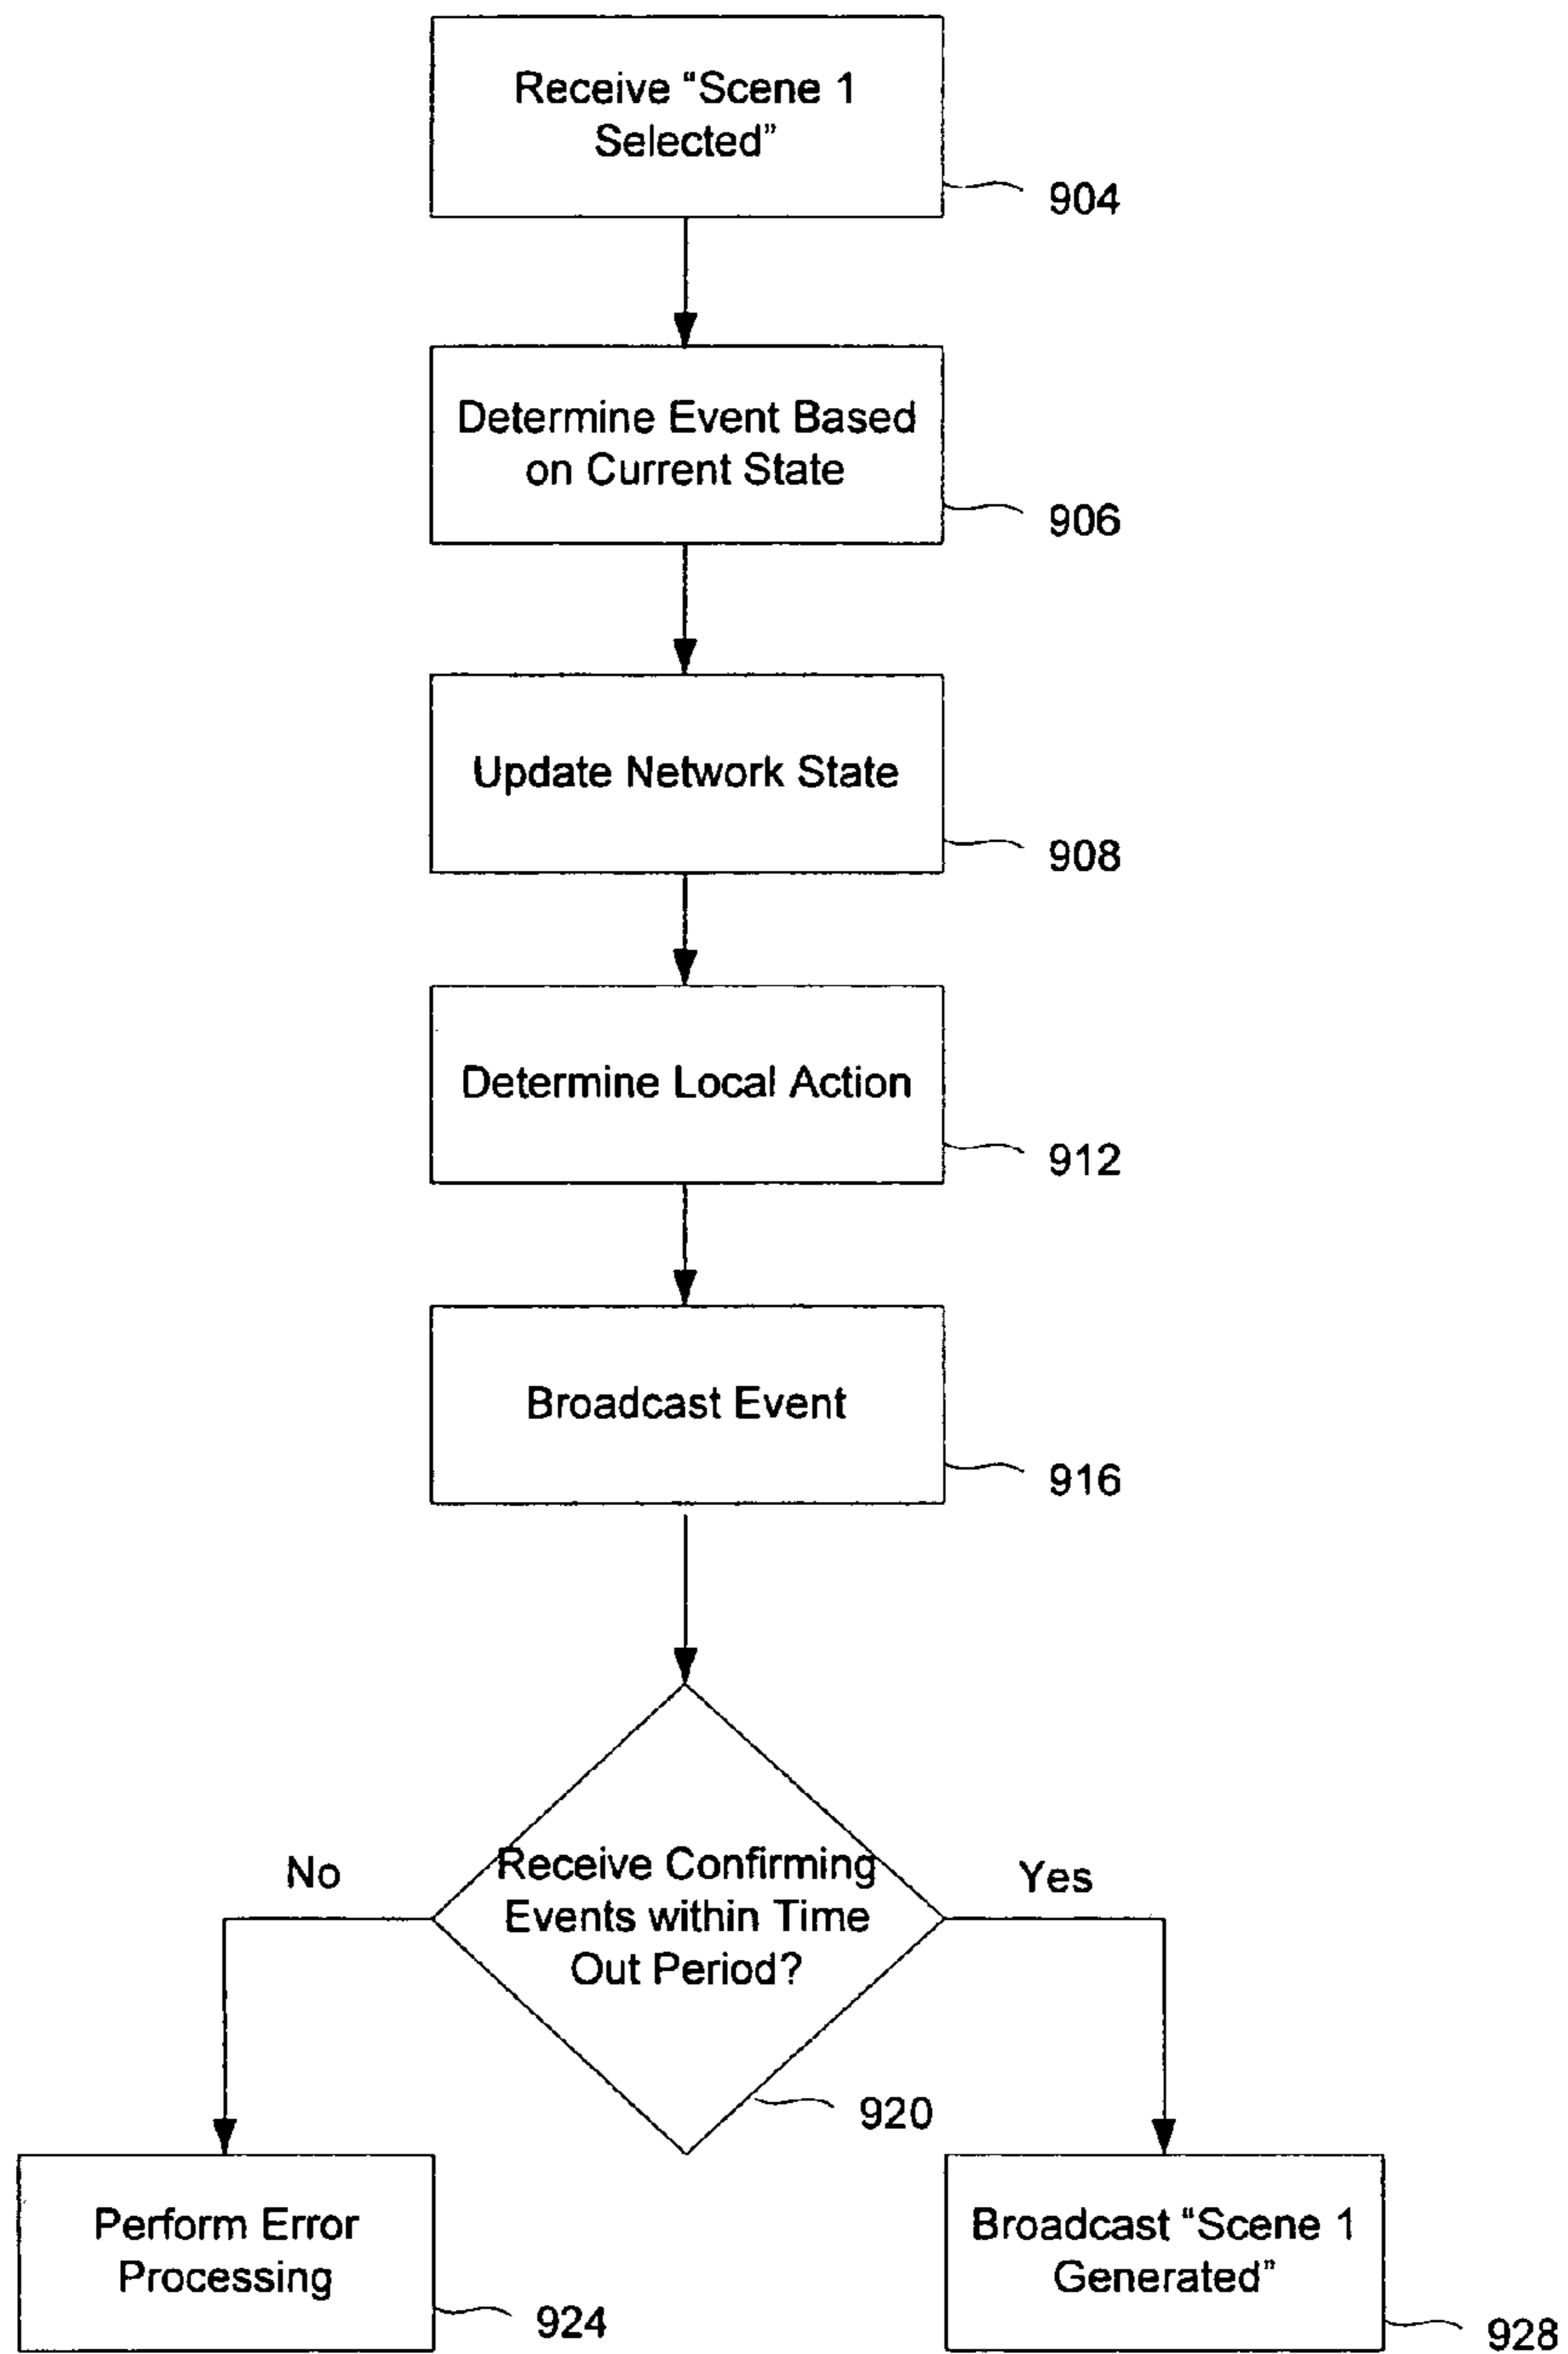 Receive “Scene 1
Selected”
904
Determine Event Based
on Current State
906
Update Network State
908
Determine Local Action
912
Broadcast Event
916
Receive Confirming
Events within Time
Out Period?
No
Yes
920
Perform Error
Processing
924
Broadcast “Scene 1
Generated”
928